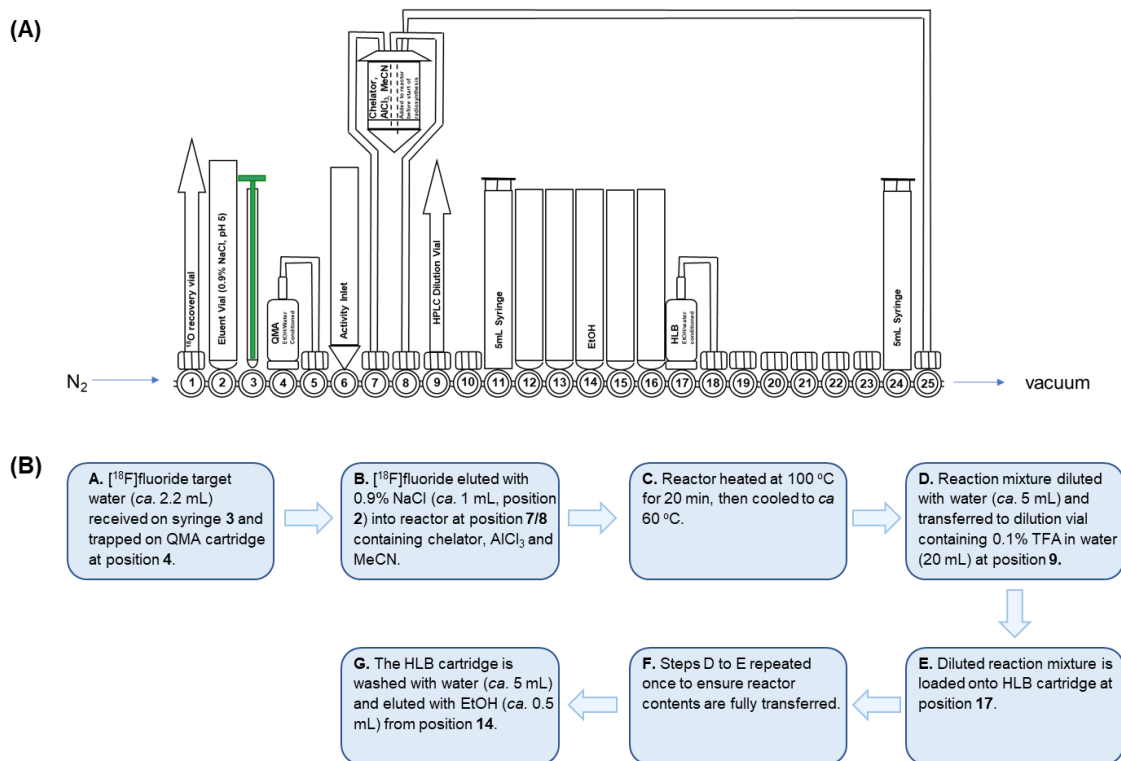 (A)
Chelator,
AlCl3, MeCN
Added to reactor
before start of
radiosynthesis
18O recovery vial
Eluent Vial (0.9% NaCl, pH 5)
QMA
EtOH/Water
Conditioned
Activity Inlet
HPLC Dilution Vial
5mL Syringe
EtOH
HLB
EtOH/water
conditioned
5mL Syringe
N2
1 2 3 4 5 6 7 8 9 10 11 12 13 14 15 16 17 18 19 20 21 22 23 24 25
vacuum
(B)
A. [18F]fluoride target
water (ca. 2.2 mL)
received on syringe 3 and
trapped on QMA cartridge
at position 4.
B. [18F]fluoride eluted with
0.9% NaCl (ca. 1 mL, position
2) into reactor at position 7/8
containing chelator, AlCl3 and
MeCN.
C. Reactor heated at 100 oC
for 20 min, then cooled to ca
60 oC.
D. Reaction mixture diluted
with water (ca. 5 mL) and
transferred to dilution vial
containing 0.1% TFA in water
(20 mL) at position 9.
E. Diluted reaction mixture is
loaded onto HLB cartridge at
position 17.
F. Steps D to E repeated
once to ensure reactor
contents are fully transferred.
G. The HLB cartridge is
washed with water (ca. 5 mL)
and eluted with EtOH (ca. 0.5
mL) from position 14.